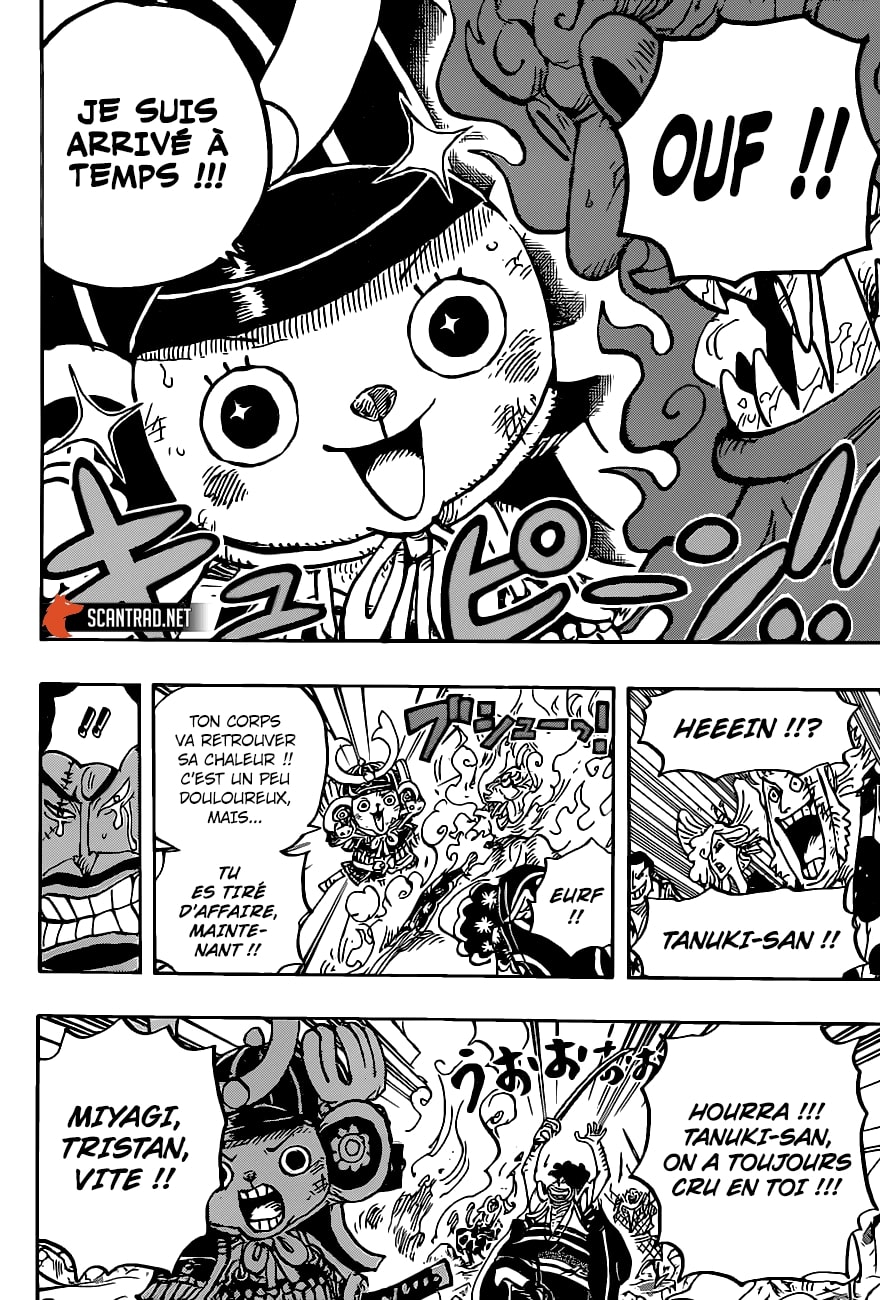 OUF !!
JE SUIS
ARRIVÉ À
TEMPS !!!
キュピーン!!
SCANTRAD.NET
HEEEIN !!?
TANUKI-SAN !!
ブシューっ!
TON CORPS
VA RETROUVER
SA CHALEUR !!
C'EST UN PEU
DOULOUREUX,
MAIS...
TU
ES TIRÉ
D'AFFAIRE,
MAINTE-
NANT !!
EURF
!!
!!
HOURRA !!!
TANUKI-SAN,
ON A TOUJOURS
CRU EN TOI !!!
うおおおお
MIYAGI,
TRISTAN,
VITE !!